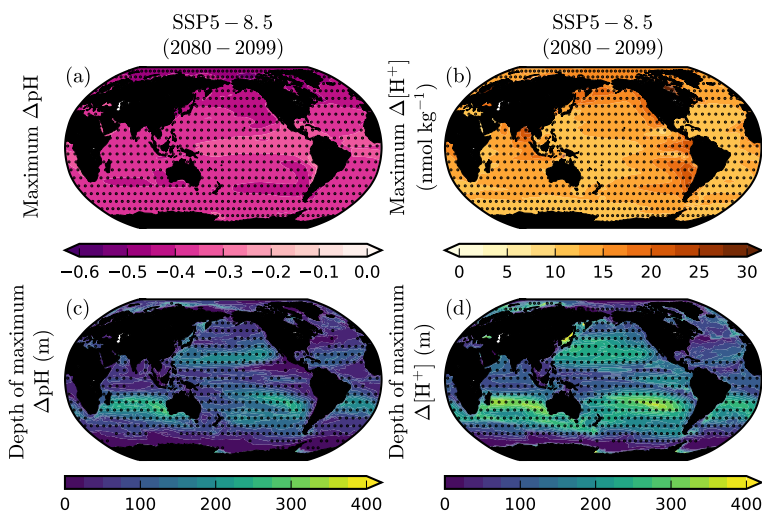 SSP5 – 8.5
(2080 – 2099)
SSP5 – 8.5
(2080 – 2099)
Maximum ΔpH
(a)
−0.6 −0.5 −0.4 −0.3 −0.2 −0.1 0.0
Maximum Δ[H⁺]
(nmol kg⁻¹)
(b)
0 5 10 15 20 25 30
Depth of maximum
ΔpH (m)
(c)
0 100 200 300 400
Depth of maximum
Δ[H⁺] (m)
(d)
0 100 200 300 400